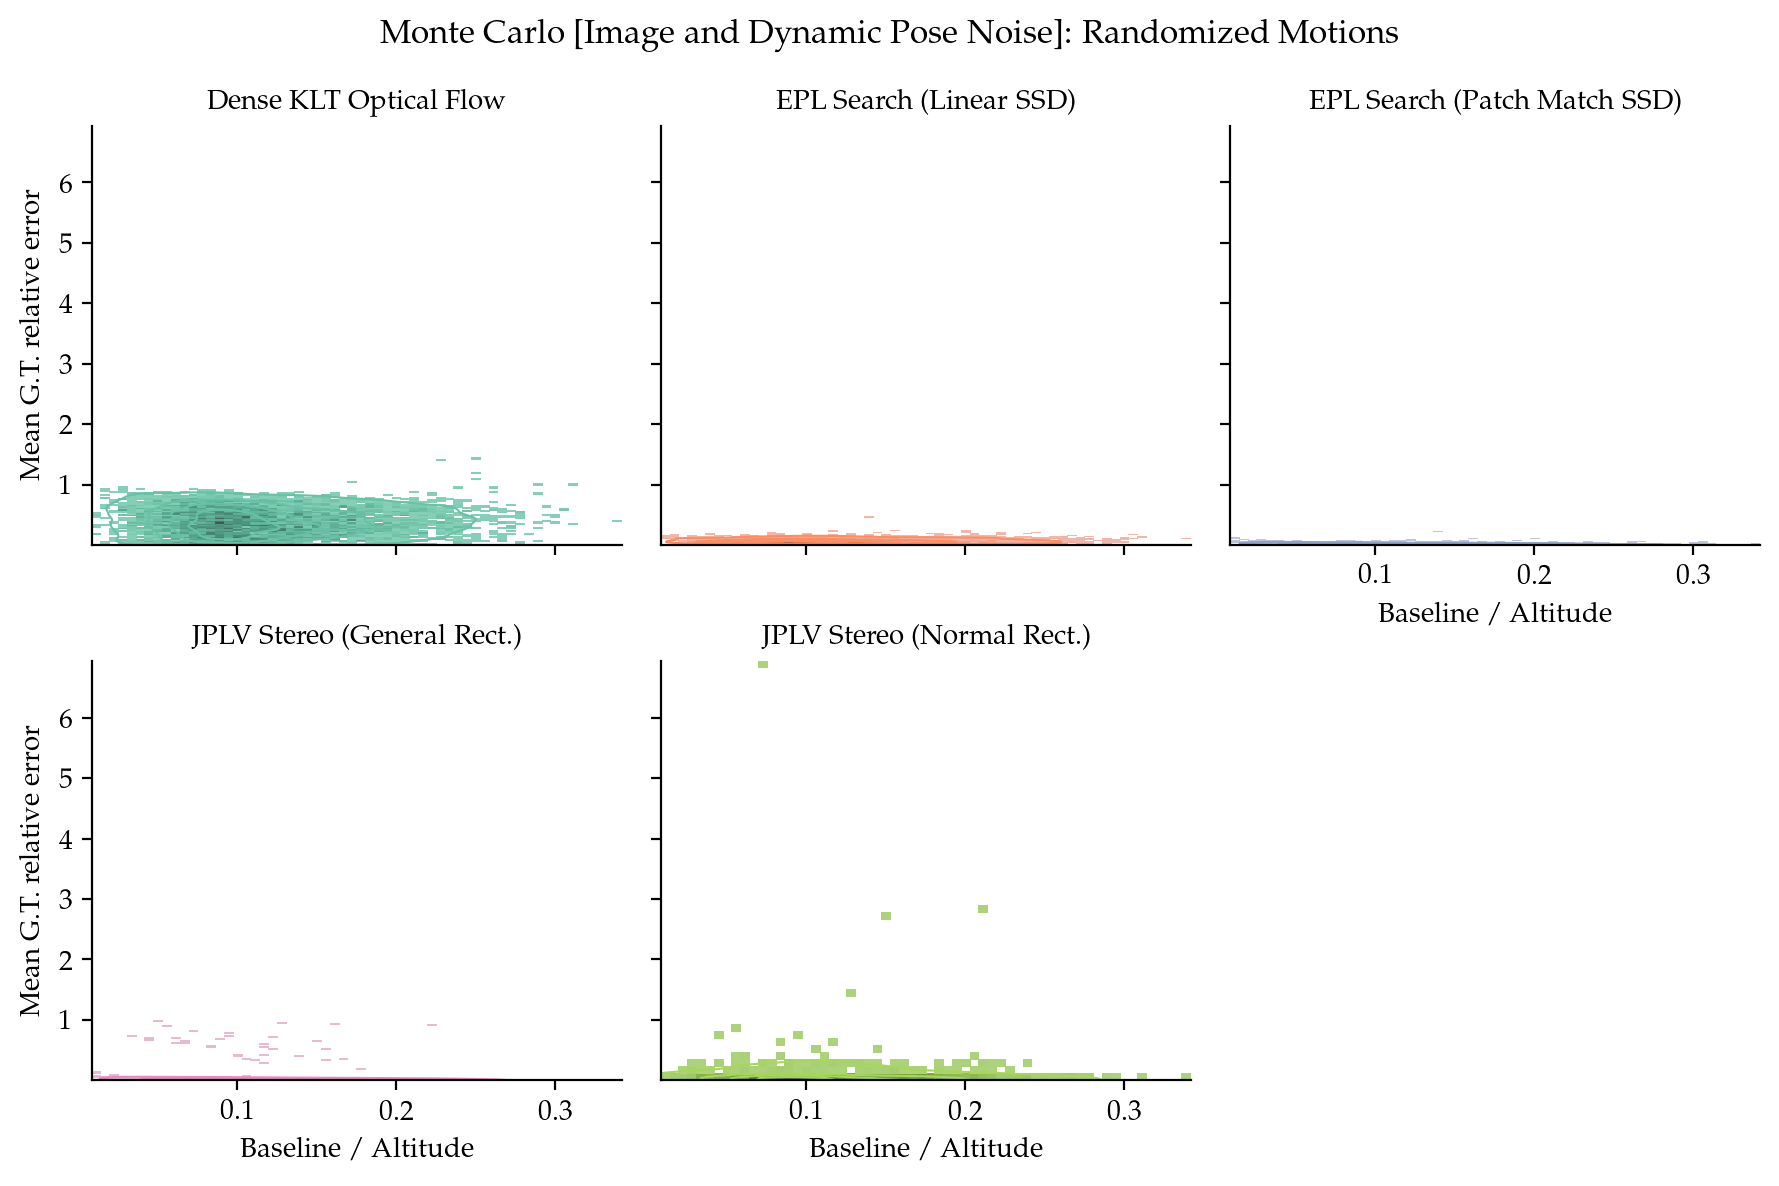 Monte Carlo [Image and Dynamic Pose Noise]: Randomized Motions
Dense KLT Optical Flow
EPL Search (Linear SSD)
EPL Search (Patch Match SSD)
Mean G.T. relative error
6
5
4
3
2
1
0.1 0.2 0.3
Baseline / Altitude
JPLV Stereo (General Rect.)
JPLV Stereo (Normal Rect.)
Mean G.T. relative error
6
5
4
3
2
1
0.1 0.2 0.3
Baseline / Altitude
0.1 0.2 0.3
Baseline / Altitude